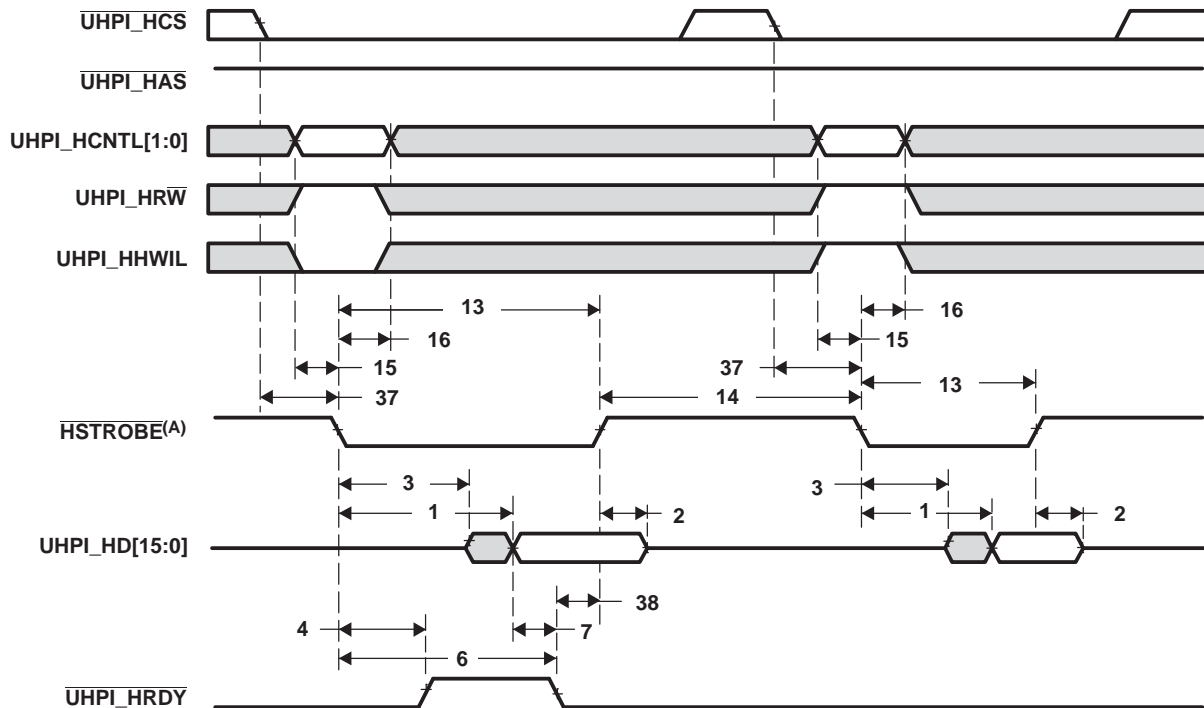 UHPI_HCS
UHPI_HAS
UHPI_HCNTL[1:0]
UHPI_HRW
UHPI_HHWIL
13
16
16
15
15
37
13
37
14
HSTROBE(A)
3
3
1
2
1
2
UHPI_HD[15:0]
38
4
7
6
UHPI_HRDY